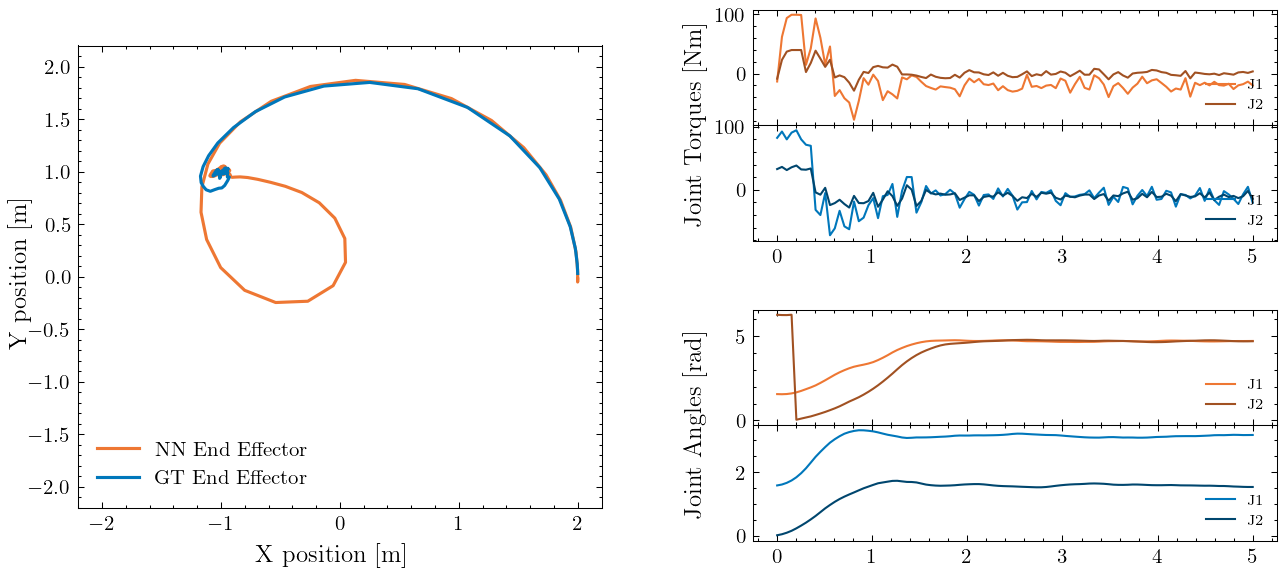 2.0
1.5
1.0
0.5
0.0
−0.5
−1.0
−1.5
−2.0
Y position [m]
NN End Effector
GT End Effector
−2 −1 0 1 2
X position [m]
Joint Torques [Nm]
100
0
J1
J2
100
0
J1
J2
0 1 2 3 4 5
Joint Angles [rad]
5
0
J1
J2
2
0
J1
J2
0 1 2 3 4 5